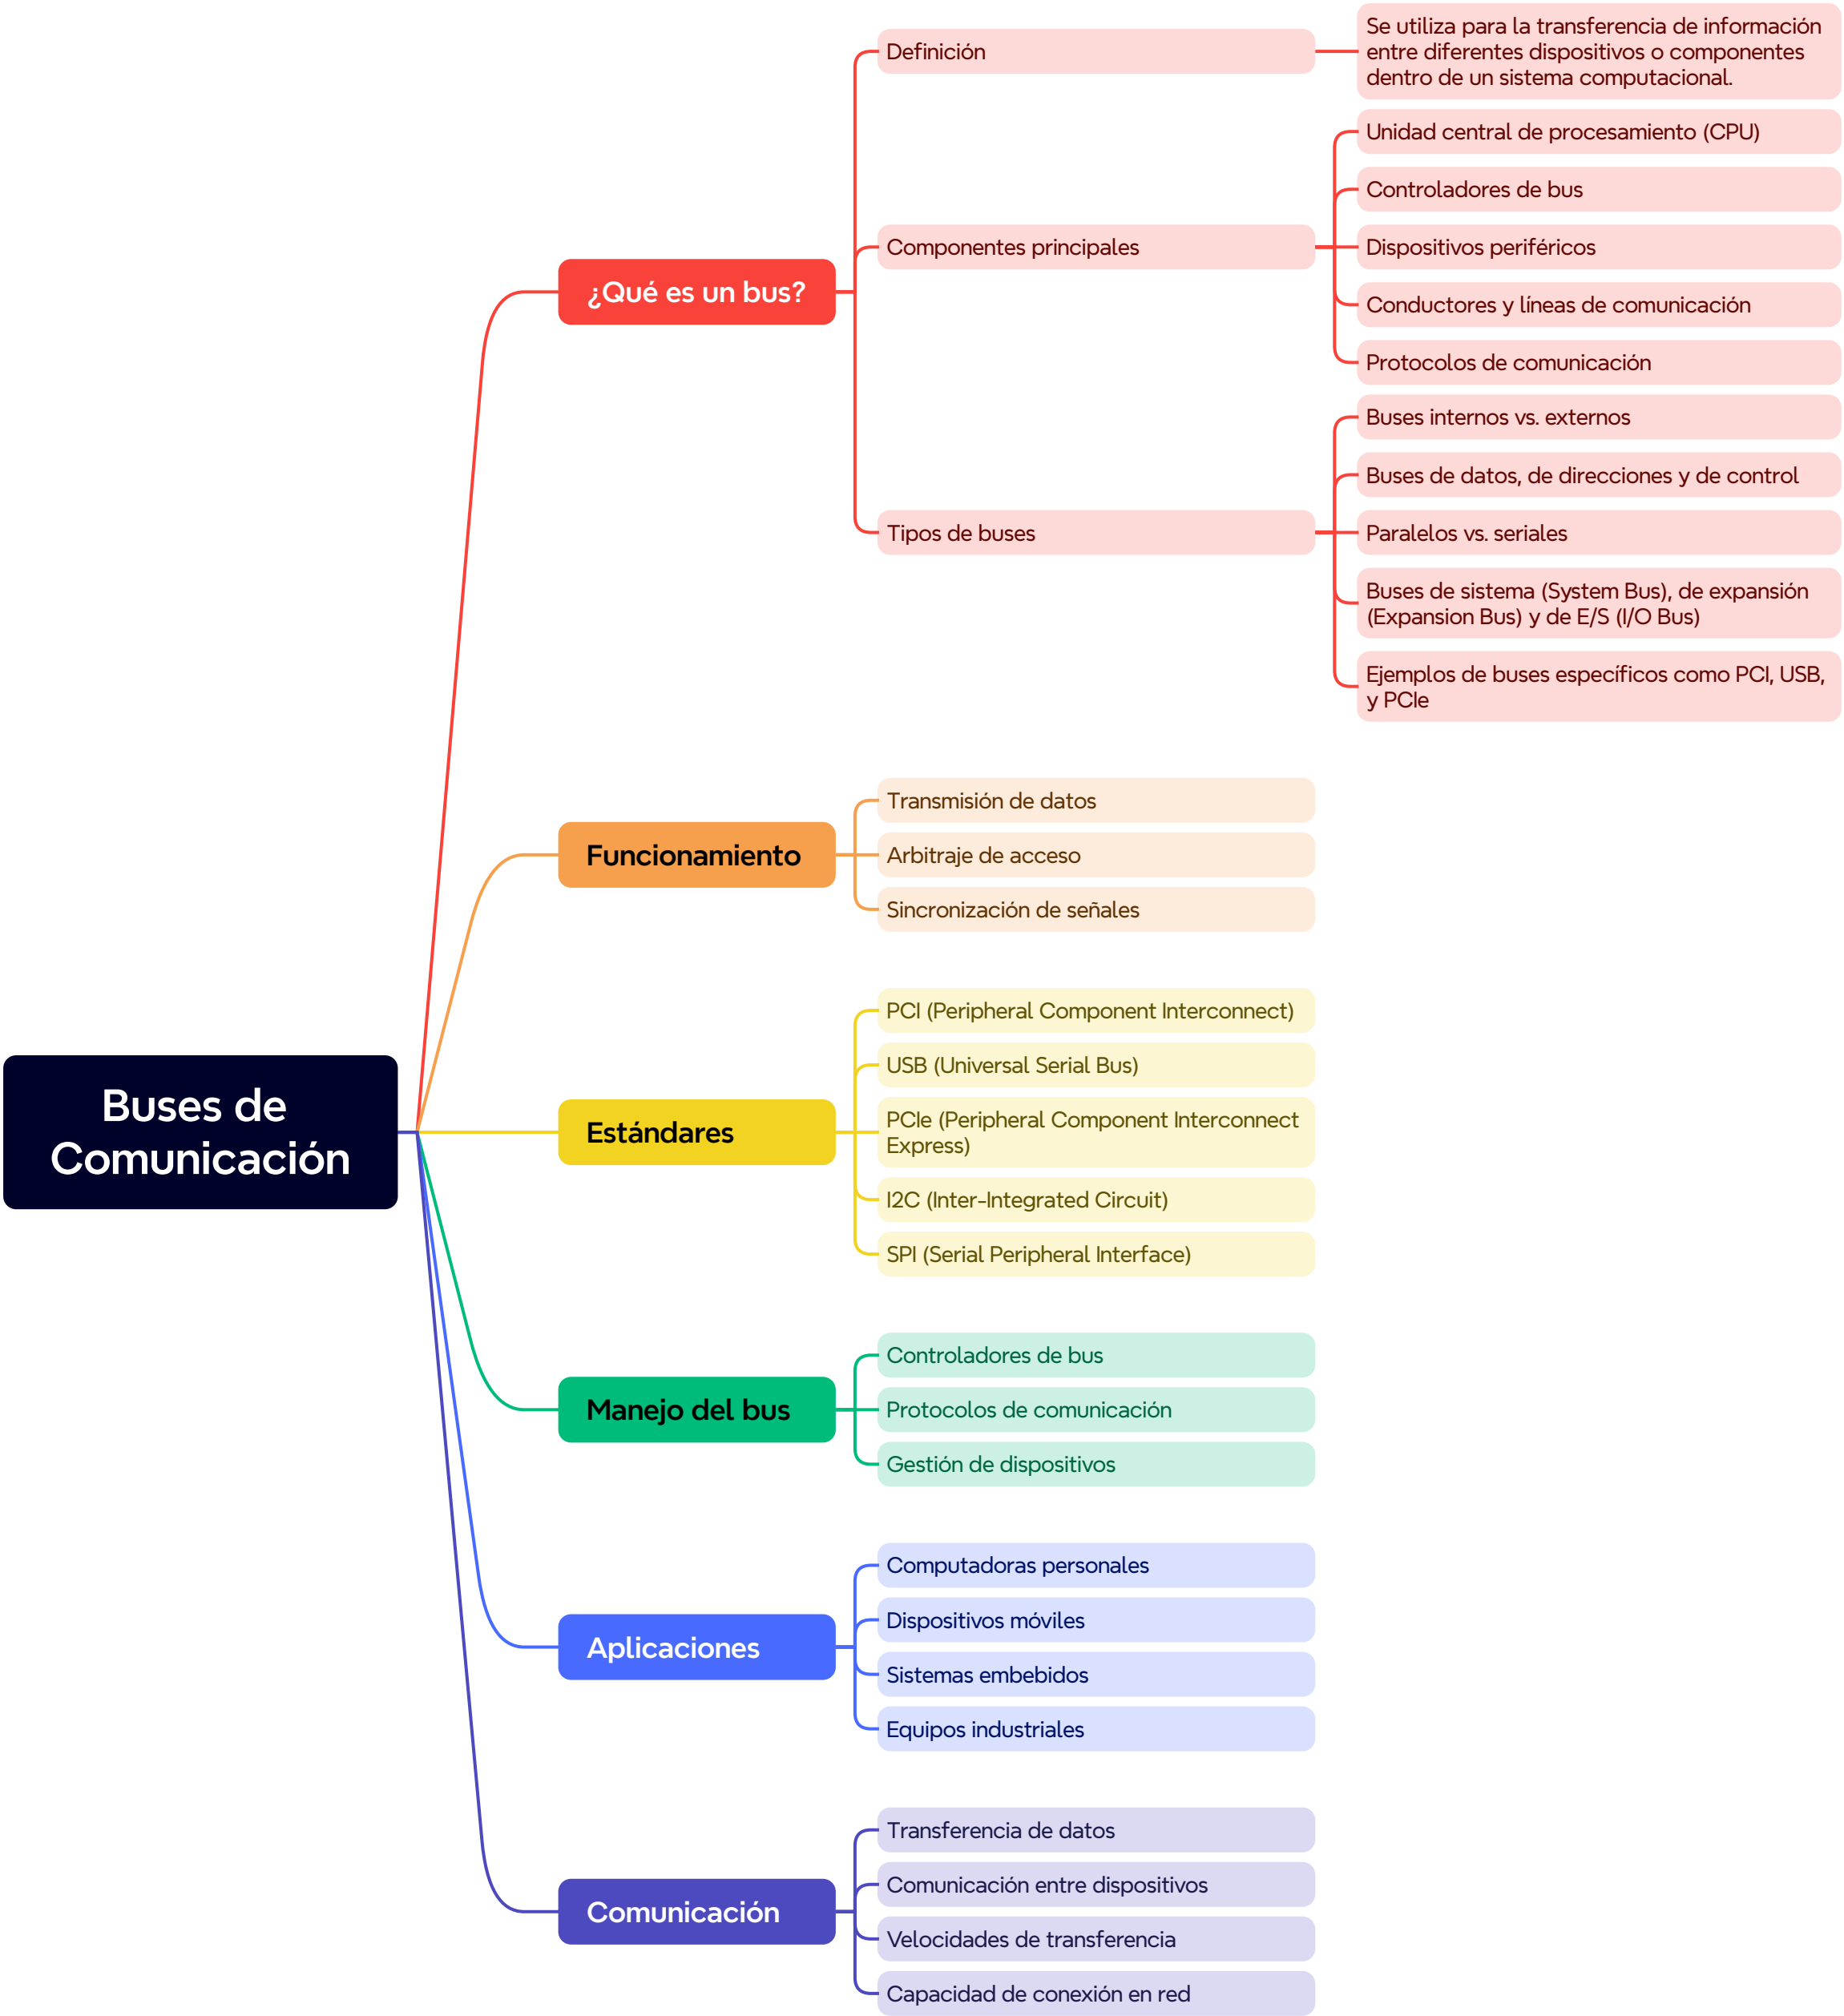 Buses de
Comunicación
¿Qué es un bus?
Definición
Se utiliza para la transferencia de información
entre diferentes dispositivos o componentes
dentro de un sistema computacional.
Componentes principales
Unidad central de procesamiento (CPU)
Controladores de bus
Dispositivos periféricos
Conductores y líneas de comunicación
Protocolos de comunicación
Tipos de buses
Buses internos vs. externos
Buses de datos, de direcciones y de control
Paralelos vs. seriales
Buses de sistema (System Bus), de expansión
(Expansion Bus) y de E/S (I/O Bus)
Ejemplos de buses específicos como PCI, USB,
y PCIe
Funcionamiento
Transmisión de datos
Arbitraje de acceso
Sincronización de señales
Estándares
PCI (Peripheral Component Interconnect)
USB (Universal Serial Bus)
PCIe (Peripheral Component Interconnect
Express)
I2C (Inter-Integrated Circuit)
SPI (Serial Peripheral Interface)
Manejo del bus
Controladores de bus
Protocolos de comunicación
Gestión de dispositivos
Aplicaciones
Computadoras personales
Dispositivos móviles
Sistemas embebidos
Equipos industriales
Comunicación
Transferencia de datos
Comunicación entre dispositivos
Velocidades de transferencia
Capacidad de conexión en red